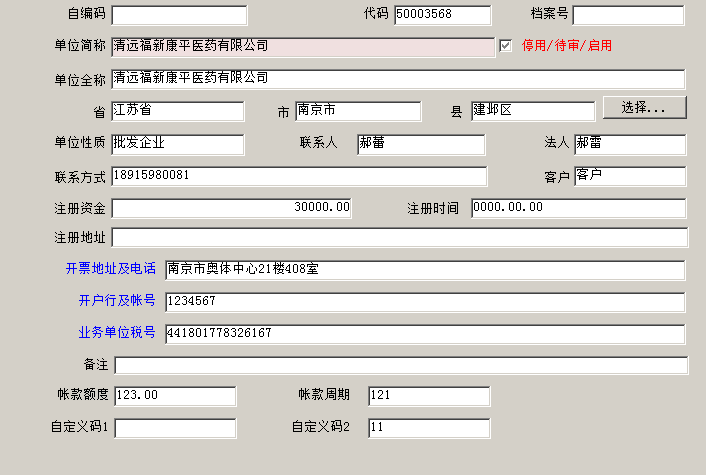 自编码 代码 50003568 档案号
单位简称 清远福新康平医药有限公司 停用/待审/启用
单位全称 清远福新康平医药有限公司
省 江苏省 市 南京市 县 建邺区 选择...
单位性质 批发企业 联系人 郝蕾 法人 郝雷
联系方式 18915980081 客户 客户
注册资金 30000.00 注册时间 0000.00.00
注册地址
开票地址及电话 南京市奥体中心21楼408室
开户行及帐号 1234567
业务单位税号 441801778326167
备注
帐款额度 123.00 帐款周期 121
自定义码1 自定义码2 11